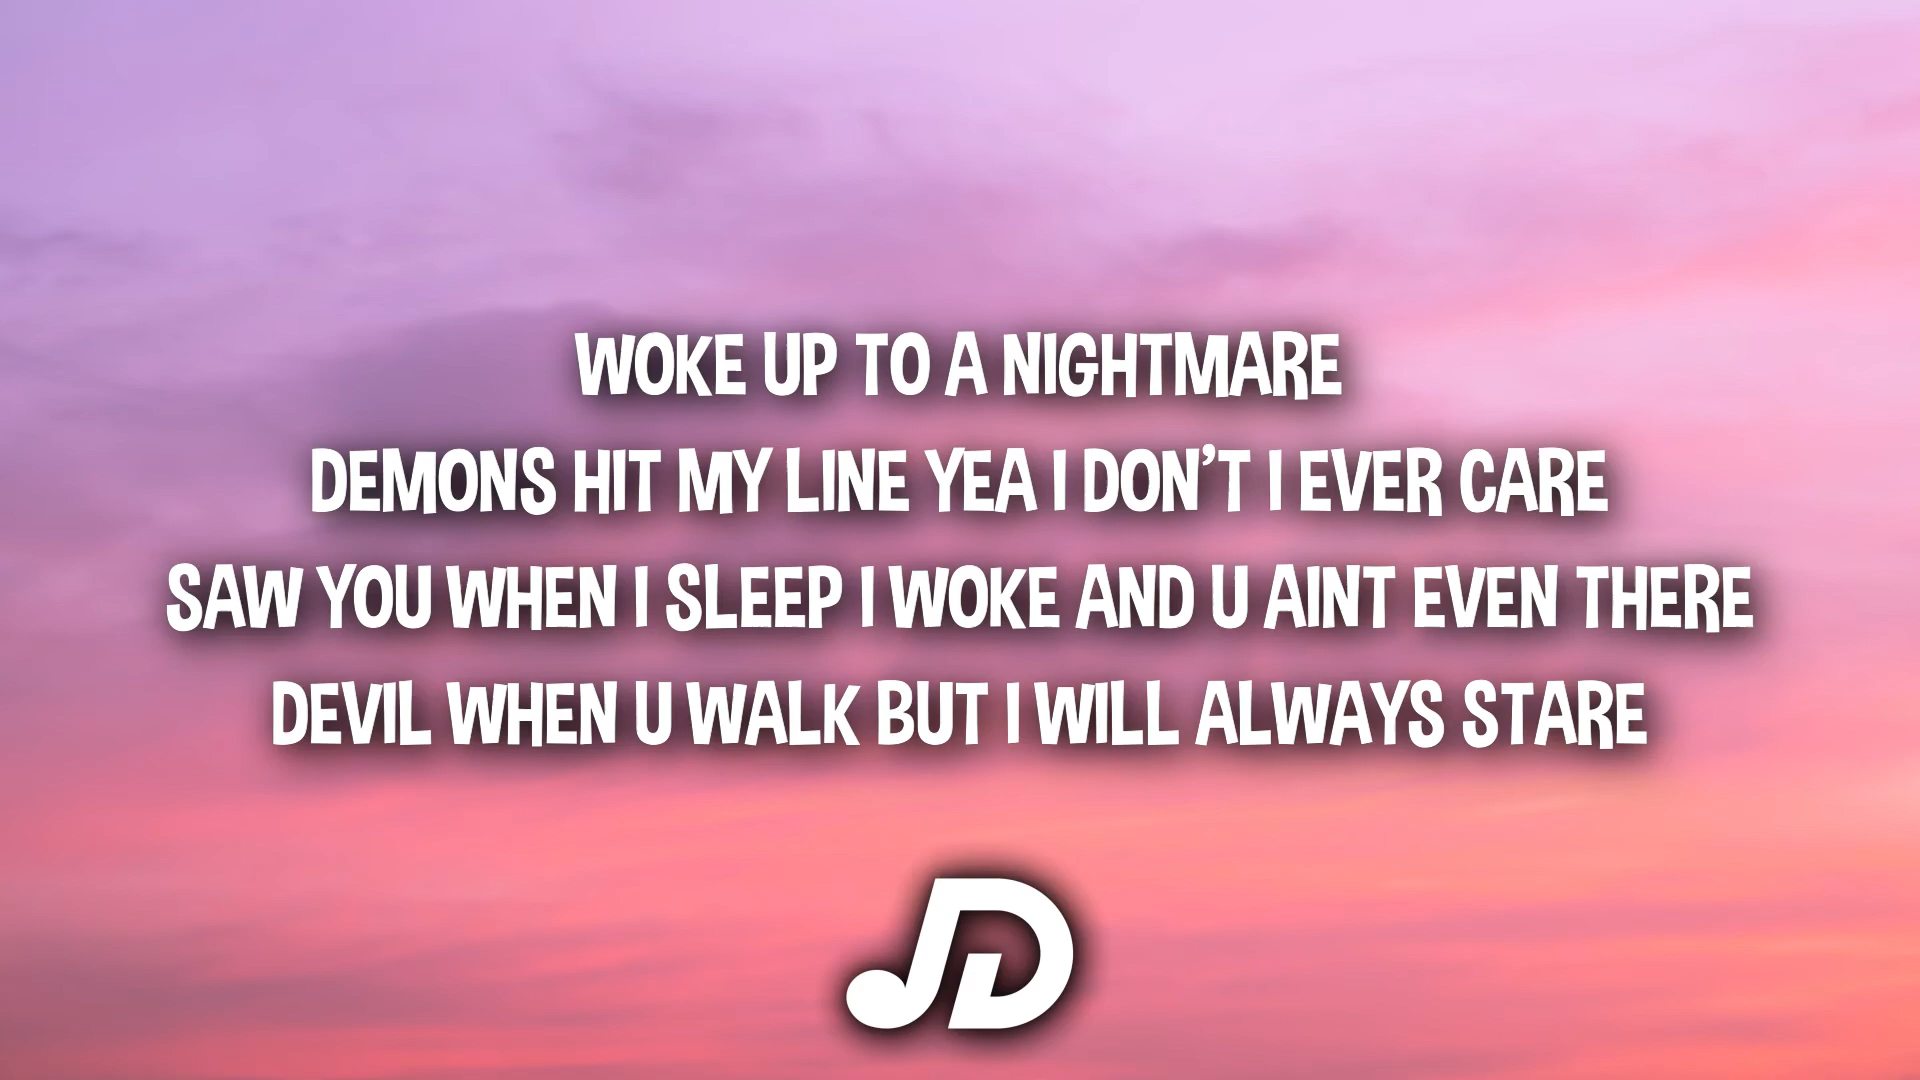 WOKE UP TO A NIGHTMARE
DEMONS HIT MY LINE YEA I DON'T I EVER CARE
SAW YOU WHEN I SLEEP I WOKE AND U AINT EVEN THERE
DEVIL WHEN U WALK BUT I WILL ALWAYS STARE
JD